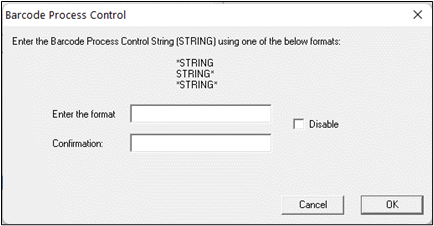 Barcode Process Control
Enter the Barcode Process Control String (STRING) using one of the below formats:
*STRING
STRING*
*STRING*
Enter the format
Disable
Confirmation:
Cancel
OK